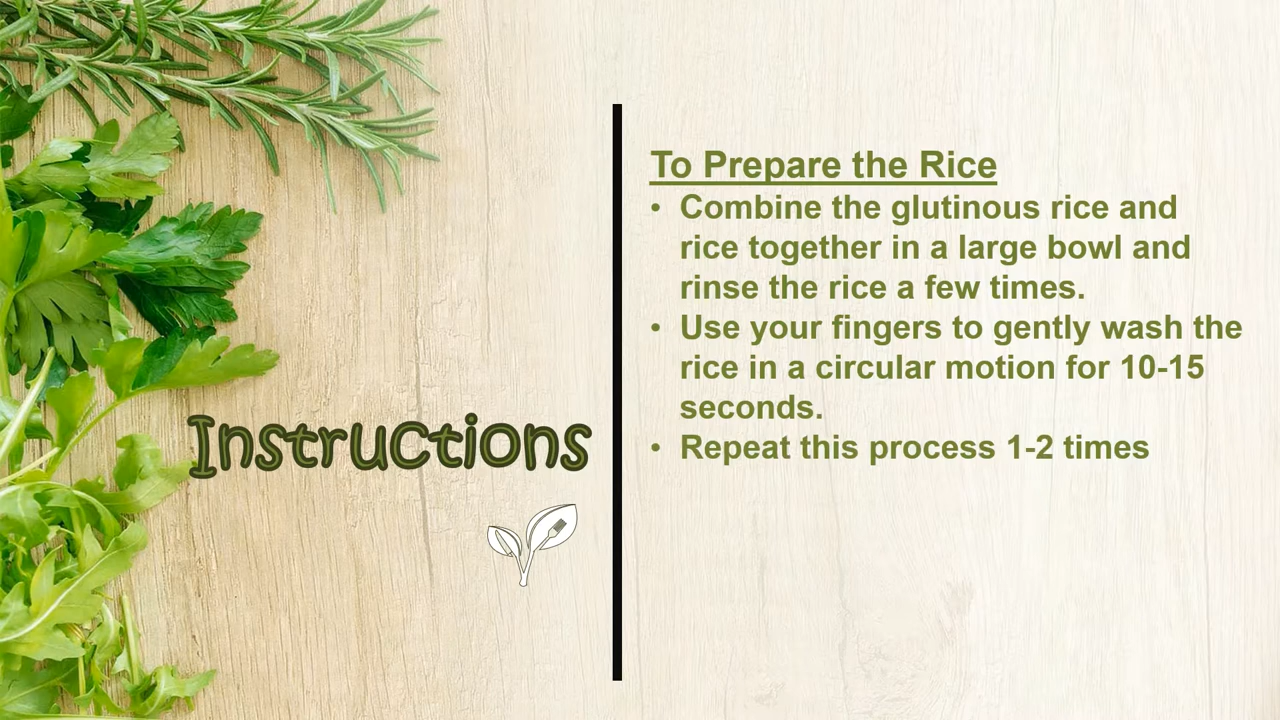 Instructions
To Prepare the Rice
• Combine the glutinous rice and
rice together in a large bowl and
rinse the rice a few times.
• Use your fingers to gently wash the
rice in a circular motion for 10-15
seconds.
• Repeat this process 1-2 times